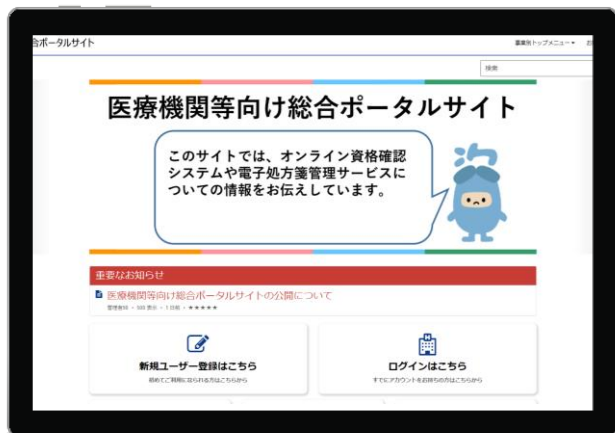 合ポータルサイト
事業別トップメニュー
検索
医療機関等向け総合ポータルサイト
このサイトでは、オンライン資格確認
システムや電子処方箋管理サービスに
ついての情報をお伝えしています。
重要なお知らせ
医療機関等向け総合ポータルサイトの公開について
新規ユーザー登録はこちら
初めてご利用になられる方はこちらから
ログインはこちら
すでにアカウントをお持ちの方はこちらから